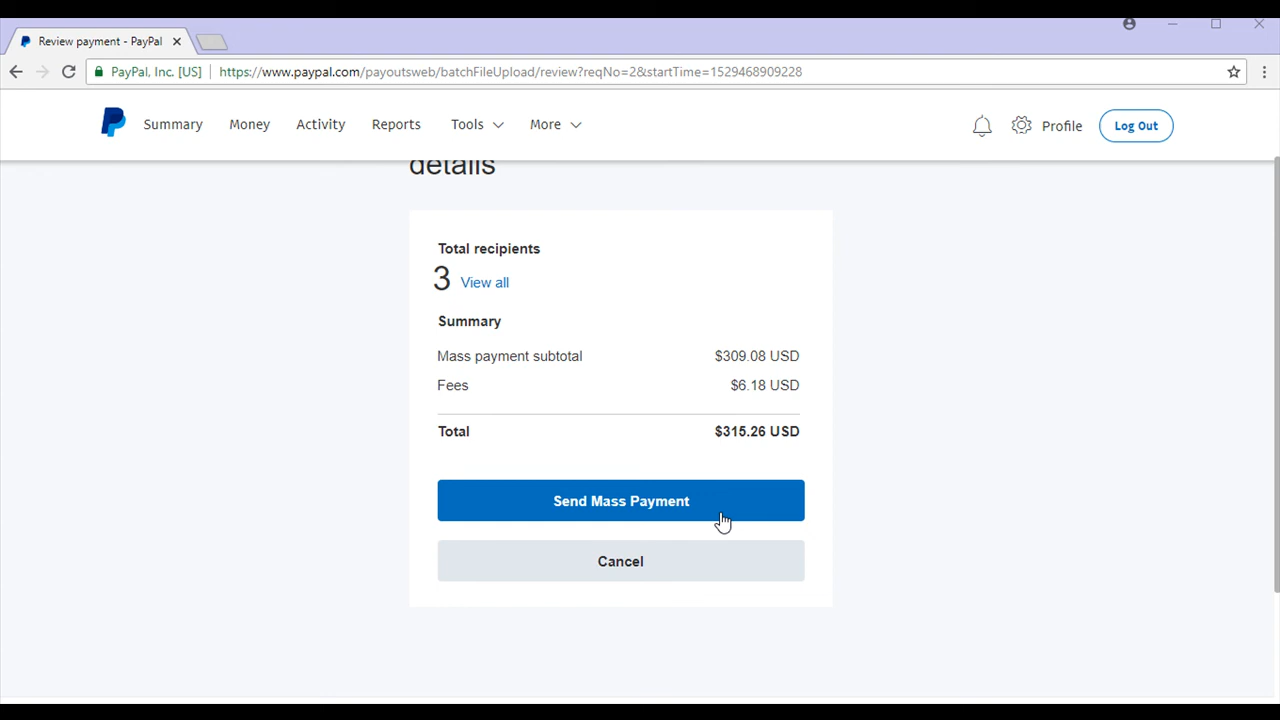 Review payment - PayPal
PayPal, Inc. [US] https://www.paypal.com/payoutsweb/batchFileUpload/review?reqNo=2&startTime=1529468909228
Summary Money Activity Reports Tools More Profile Log Out
details
Total recipients
3 View all
Summary
Mass payment subtotal $309.08 USD
Fees $6.18 USD
Total $315.26 USD
Send Mass Payment
Cancel